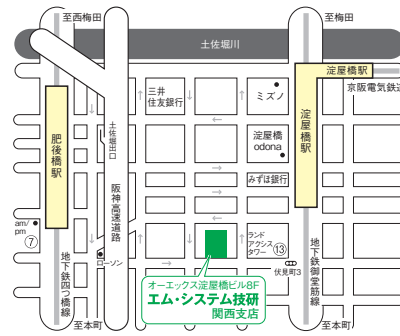 至西梅田
至梅田
土佐堀川
淀屋橋駅
京阪電気鉄道
三井
住友銀行
ミズノ
淀屋橋駅
肥後橋駅
土佐堀出口
淀屋橋
odona
阪神高速道路
みずほ銀行
am/
pm
⑦
ランド
アクシス
タワー
⑬
ローソン
伏見町3
地下鉄四つ橋線
地下鉄御堂筋線
オーエックス淀屋橋ビル8F
エム・システム技研
関西支店
至本町
至本町